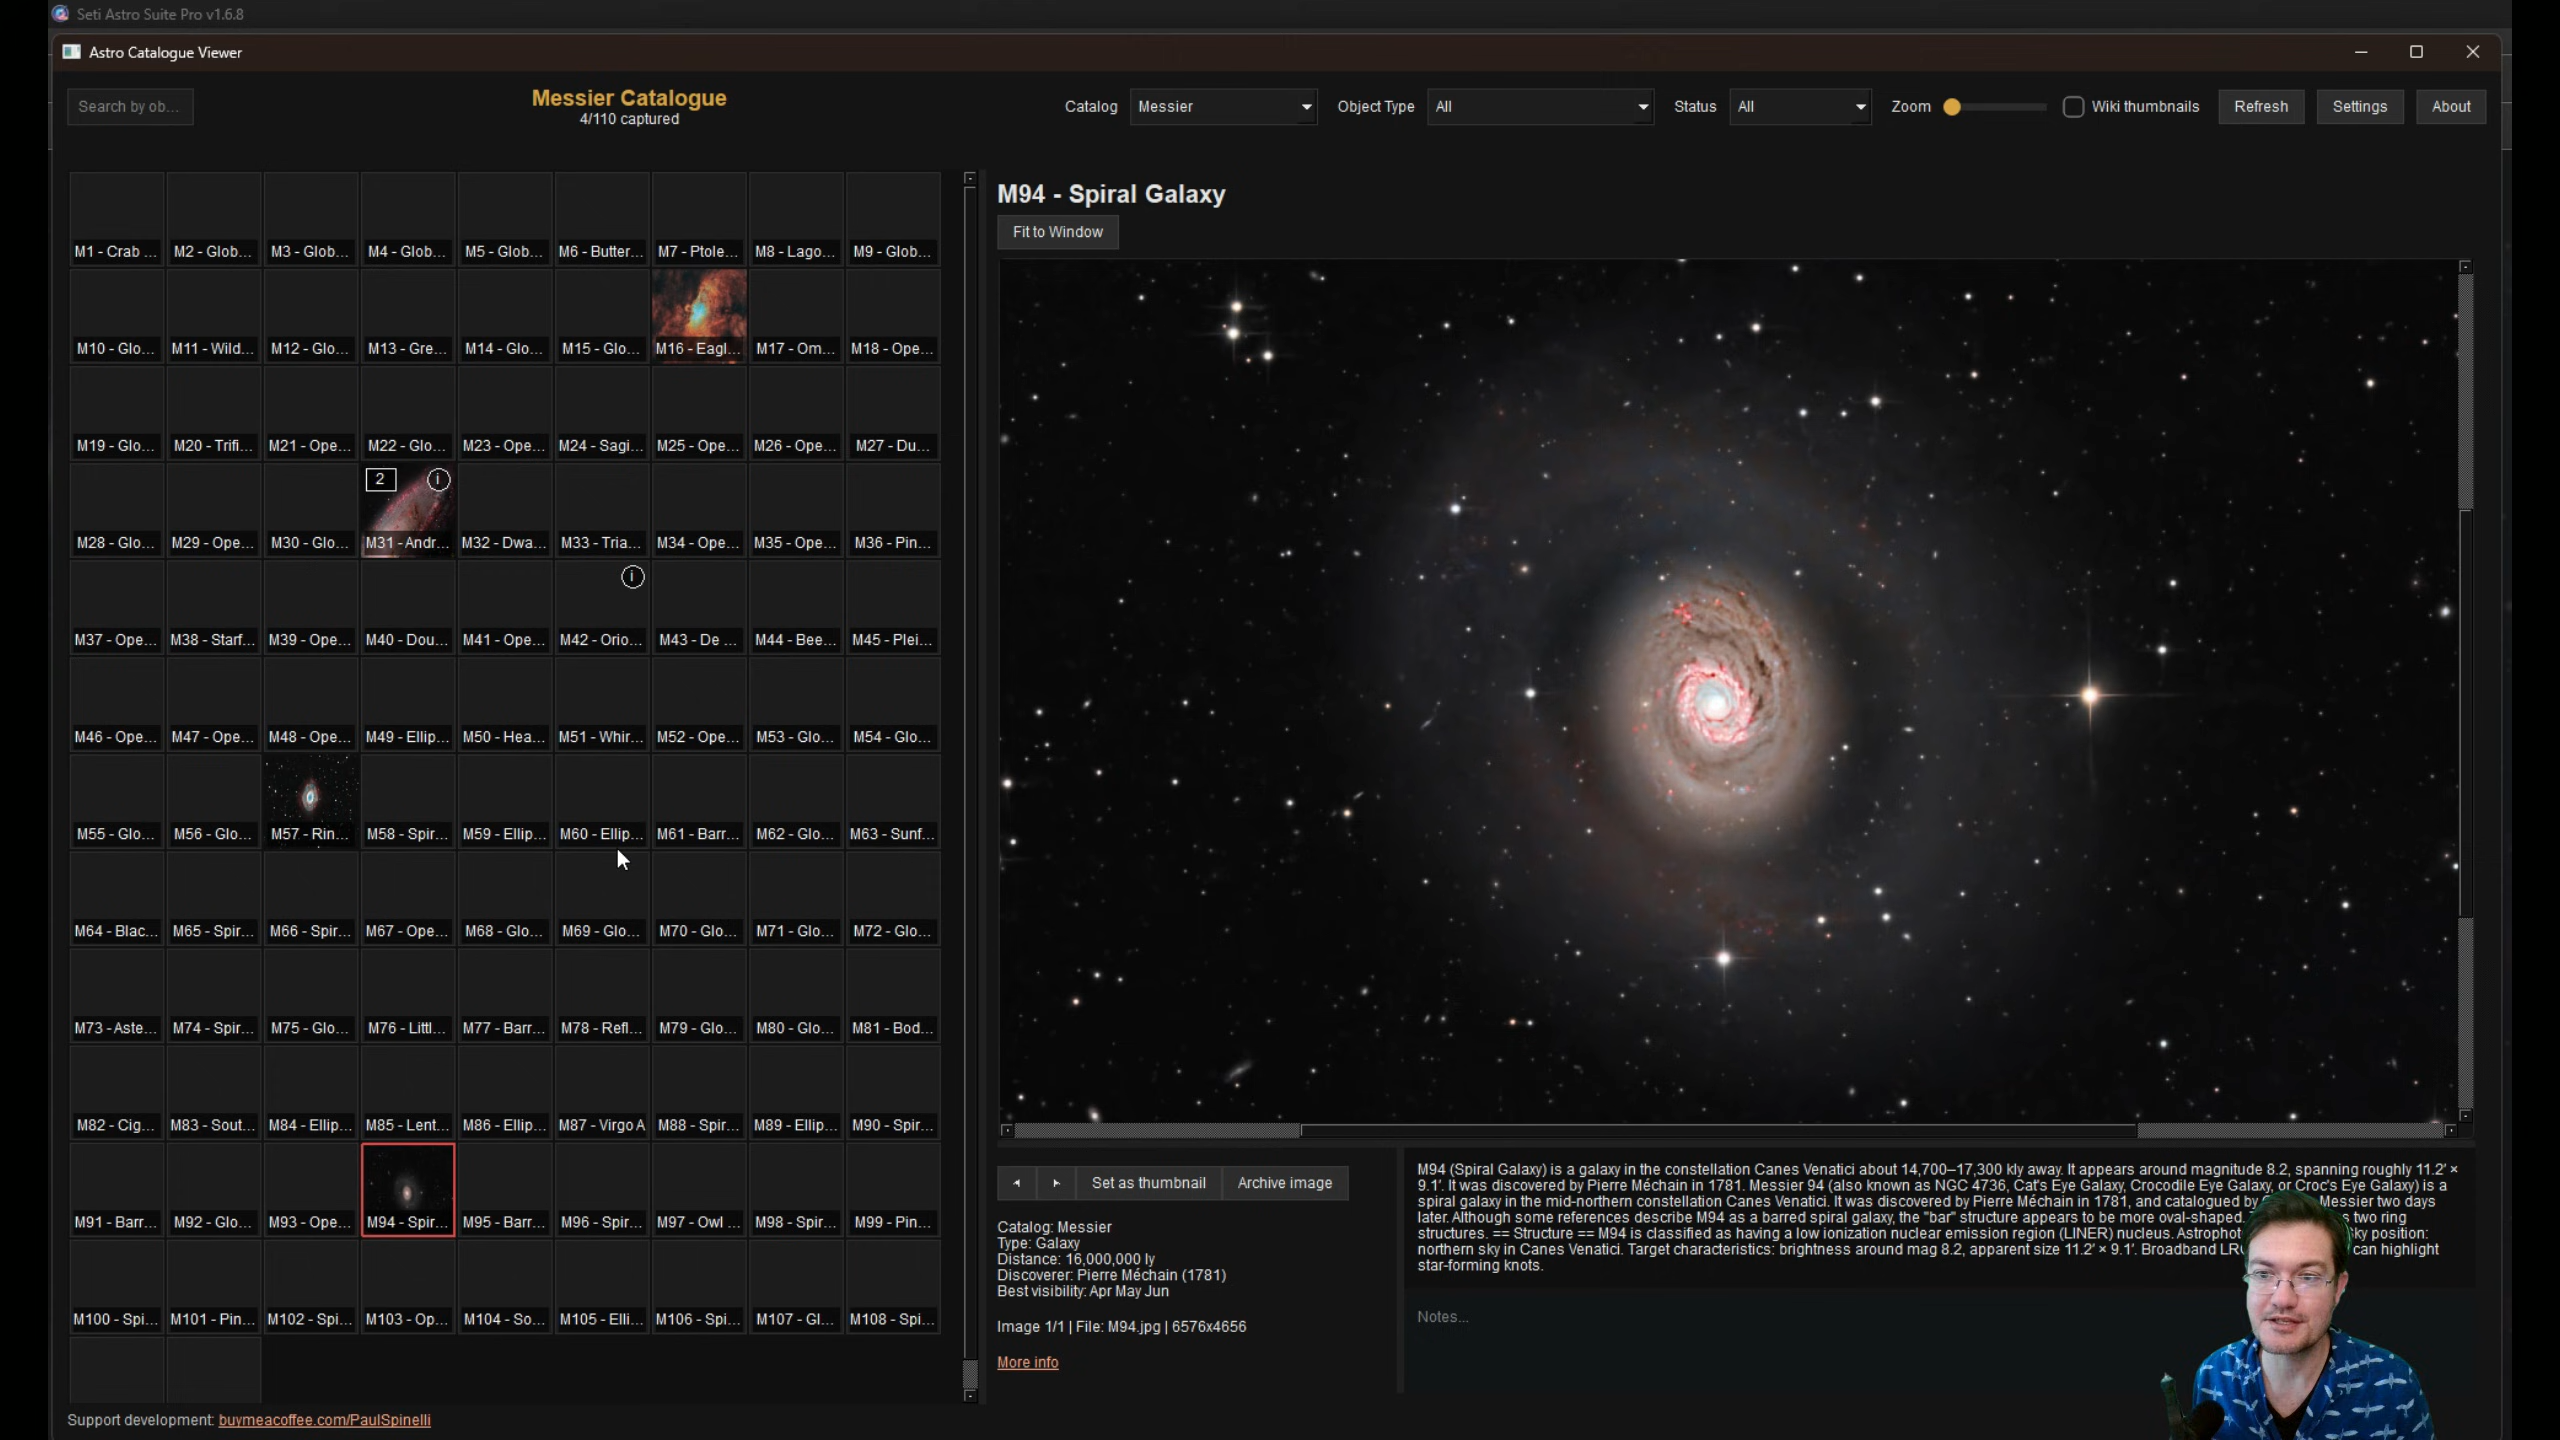 Seti Astro Suite Pro v1.6.8
Astro Catalogue Viewer
Search by ob...
Messier Catalogue
4/110 captured
Catalog Messier Object Type All Status All Zoom Wiki thumbnails Refresh Settings About
M1 - Crab ... M2 - Glob... M3 - Glob... M4 - Glob... M5 - Glob... M6 - Butter... M7 - Ptole... M8 - Lago... M9 - Glob...
M10 - Glo... M11 - Wild... M12 - Glo... M13 - Gre... M14 - Glo... M15 - Glo... M16 - Eagl... M17 - Om... M18 - Ope...
M19 - Glo... M20 - Trifi... M21 - Ope... M22 - Glo... M23 - Ope... M24 - Sagi... M25 - Ope... M26 - Ope... M27 - Du...
2 i
M28 - Glo... M29 - Ope... M30 - Glo... M31 - Andr... M32 - Dwa... M33 - Tria... M34 - Ope... M35 - Ope... M36 - Pin...
i
M37 - Ope... M38 - Starf... M39 - Ope... M40 - Dou... M41 - Ope... M42 - Orio... M43 - De ... M44 - Bee... M45 - Plei...
M46 - Ope... M47 - Ope... M48 - Ope... M49 - Ellip... M50 - Hea... M51 - Whir... M52 - Ope... M53 - Glo... M54 - Glo...
M55 - Glo... M56 - Glo... M57 - Rin... M58 - Spir... M59 - Ellip... M60 - Ellip... M61 - Barr... M62 - Glo... M63 - Sunf...
M64 - Blac... M65 - Spir... M66 - Spir... M67 - Ope... M68 - Glo... M69 - Glo... M70 - Glo... M71 - Glo... M72 - Glo...
M73 - Aste... M74 - Spir... M75 - Glo... M76 - Littl... M77 - Barr... M78 - Refl... M79 - Glo... M80 - Glo... M81 - Bod...
M82 - Cig... M83 - Sout... M84 - Ellip... M85 - Lent... M86 - Ellip... M87 - Virgo A M88 - Spir... M89 - Ellip... M90 - Spir...
M91 - Barr... M92 - Glo... M93 - Ope... M94 - Spir... M95 - Barr... M96 - Spir... M97 - Owl ... M98 - Spir... M99 - Pin...
M100 - Spi... M101 - Pin... M102 - Spi... M103 - Op... M104 - So... M105 - Elli... M106 - Spi... M107 - Gl... M108 - Spi...
Support development: buymeacoffee.com/PaulSpinelli
M94 - Spiral Galaxy
Fit to Window
Set as thumbnail Archive image
Catalog: Messier
Type: Galaxy
Distance: 16,000,000 ly
Discoverer: Pierre Méchain (1781)
Best visibility: Apr May Jun
Image 1/1 | File: M94.jpg | 6576x4656
More info
M94 (Spiral Galaxy) is a galaxy in the constellation Canes Venatici about 14,700–17,300 kly away. It appears around magnitude 8.2, spanning roughly 11.2′ ×
9.1′. It was discovered by Pierre Méchain in 1781. Messier 94 (also known as NGC 4736, Cat's Eye Galaxy, Crocodile Eye Galaxy, or Croc's Eye Galaxy) is a
spiral galaxy in the mid-northern constellation Canes Venatici. It was discovered by Pierre Méchain in 1781, and catalogued by Messier two days
later. Although some references describe M94 as a barred spiral galaxy, the "bar" structure appears to be more oval-shaped. two ring
structures. == Structure == M94 is classified as having a low ionization nuclear emission region (LINER) nucleus. position:
northern sky in Canes Venatici. Target characteristics: brightness around mag 8.2, apparent size 11.2′ × 9.1′. Broadband can highlight
star-forming knots.
Notes...